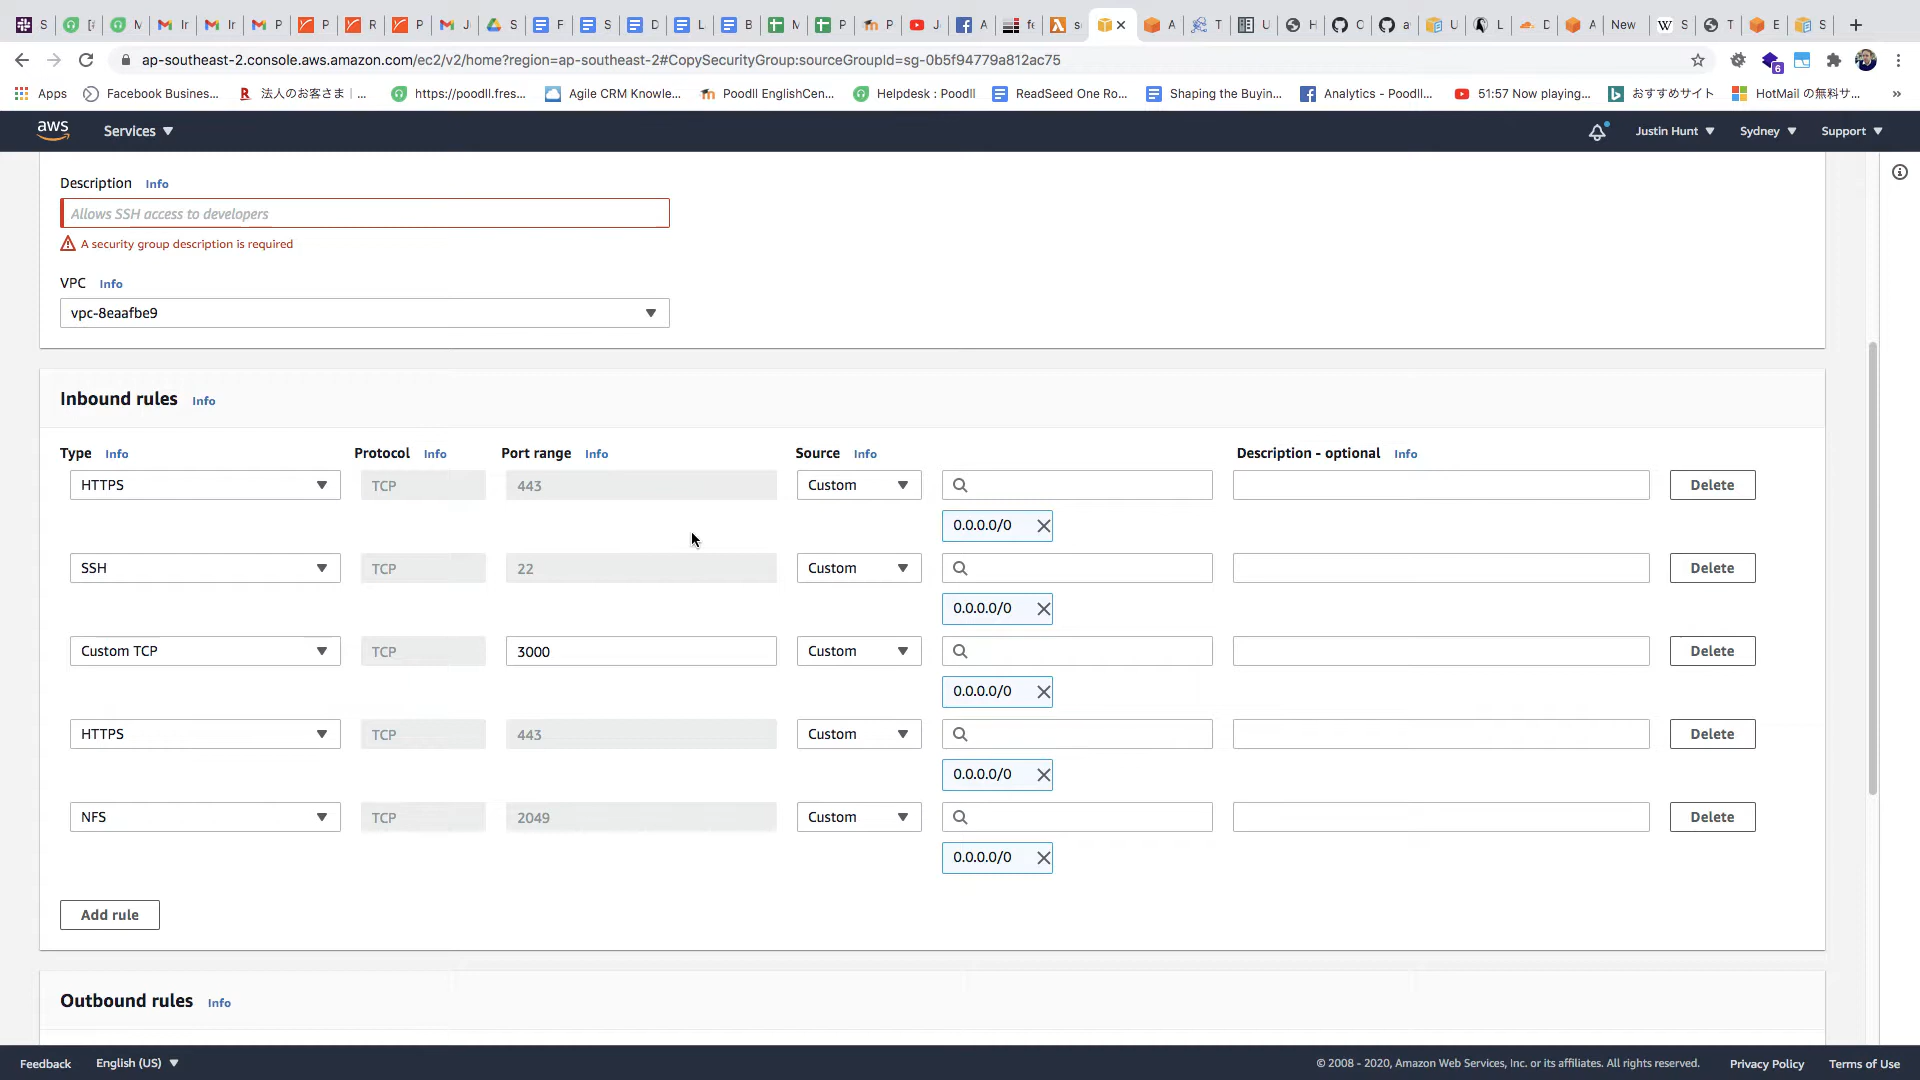 ap-southeast-2.console.aws.amazon.com/ec2/v2/home?region=ap-southeast-2#CopySecurityGroup:sourceGroupId=sg-0b5f94779a812ac75
Apps Facebook Business... 法人のお客さま | ... https://poodll.fres... Agile CRM Knowle... Poodll EnglishCen... Helpdesk : Poodll ReadSeed One Ro... Shaping the Buyin... Analytics - Poodll... 51:57 Now playing... おすすめサイト HotMail の無料サ... »
aws Services Justin Hunt Sydney Support
Description Info
Allows SSH access to developers
A security group description is required
VPC Info
vpc-8eaafbe9
Inbound rules Info
Type Info Protocol Info Port range Info Source Info Description - optional Info
HTTPS TCP 443 Custom Delete
0.0.0.0/0
SSH TCP 22 Custom Delete
0.0.0.0/0
Custom TCP TCP 3000 Custom Delete
0.0.0.0/0
HTTPS TCP 443 Custom Delete
0.0.0.0/0
NFS TCP 2049 Custom Delete
0.0.0.0/0
Add rule
Outbound rules Info
Feedback English (US) © 2008 - 2020, Amazon Web Services, Inc. or its affiliates. All rights reserved. Privacy Policy Terms of Use